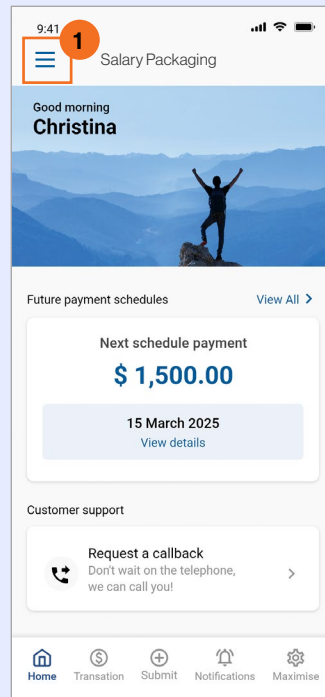 9:41
1
Salary Packaging
Good morning
Christina
Future payment schedules View All
Next schedule payment
$ 1,500.00
15 March 2025
View details
Customer support
Request a callback
Don't wait on the telephone,
we can call you!
Home Transation Submit Notifications Maximise